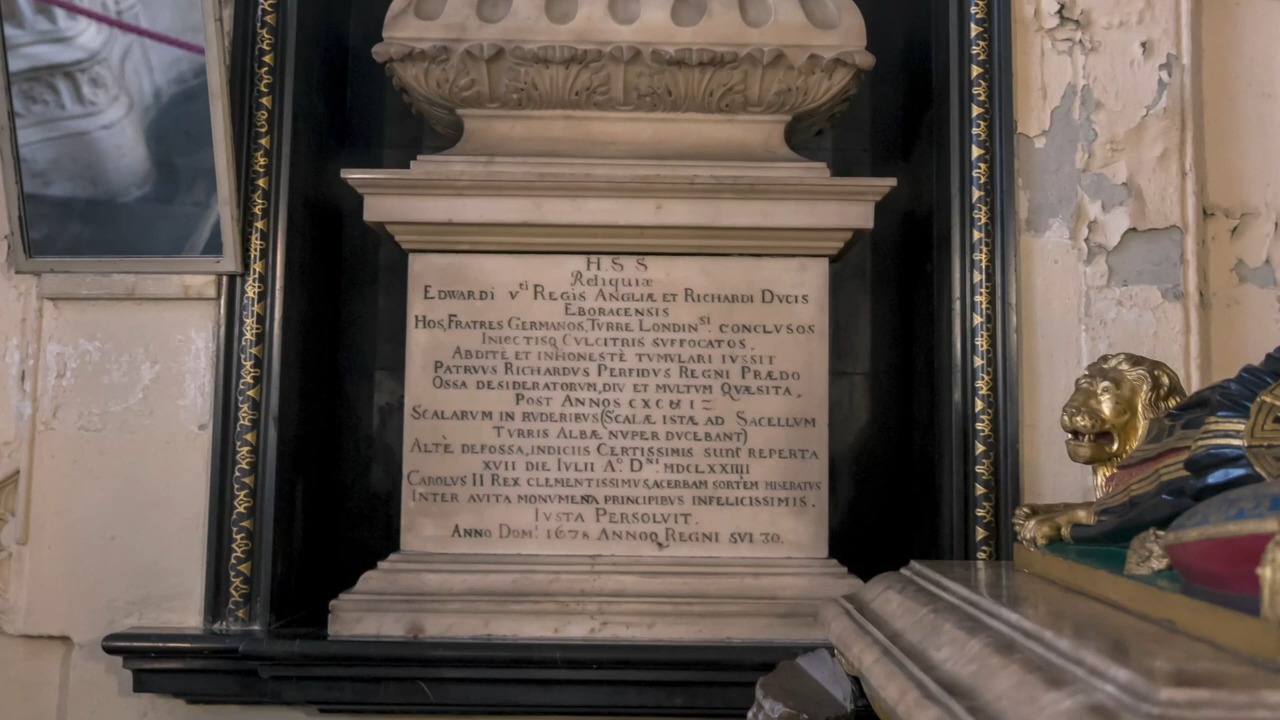 H. S S
Reliquiæ
EDWARDI Vti REGIS ANGLIÆ ET RICHARDI DVCIS
EBORACENSIS
HOS, FRATRES GERMANOS, TVRRE LONDINsi. CONCLVSOS
INIECTISQ CVLCITRIS SVFFOCATOS,
ABDITE ET INHONESTÈ TVMVLARI IVSSIT
PATRVVS RICHARDVS PERFIDVS REGNI PRÆDO
OSSA DESIDERATORVM, DIV ET MVLTVM QVÆSITA,
POST ANNOS CXC & IZ
SCALARVM IN RVDERIBVS (SCALÆ ISTÆ AD SACELLVM
TVRRIS ALBÆ NVPER DVCEBANT)
ALTÈ DEFOSSA, INDICIIS CERTISSIMIS SUNT REPERTA
XVII DIE IVLII Ao. DNI. MDCLXXIIII
CAROLVS II REX CLEMENTISSIMVS, ACERBAM SORTEM MISERATVS
INTER AVITA MONVMENTA PRINCIPIBVS INFELICISSIMIS.
IVSTA PERSOLVIT.
ANNO DOMI. 1678 ANNOQ REGNI SVI 30.